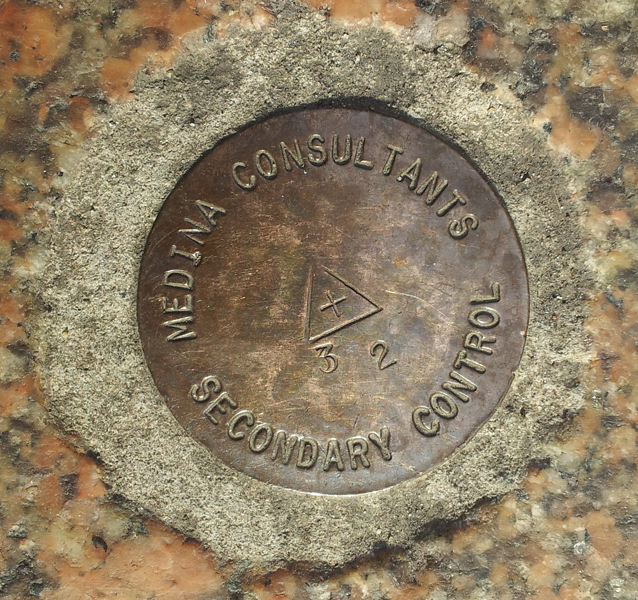 MEDINA CONSULTANTS
3 2
SECONDARY CONTROL